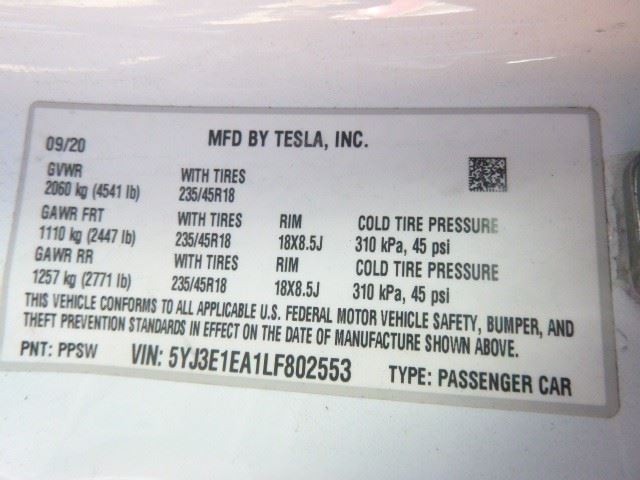 09/20 MFD BY TESLA, INC.
GVWR WITH TIRES
2060 kg (4541 lb) 235/45R18
GAWR FRT WITH TIRES RIM COLD TIRE PRESSURE
1110 kg (2447 lb) 235/45R18 18X8.5J 310 kPa, 45 psi
GAWR RR WITH TIRES RIM COLD TIRE PRESSURE
1257 kg (2771 lb) 235/45R18 18X8.5J 310 kPa, 45 psi
THIS VEHICLE CONFORMS TO ALL APPLICABLE U.S. FEDERAL MOTOR VEHICLE SAFETY, BUMPER, AND
THEFT PREVENTION STANDARDS IN EFFECT ON THE DATE OF MANUFACTURE SHOWN ABOVE.
PNT: PPSW VIN: 5YJ3E1EA1LF802553 TYPE: PASSENGER CAR